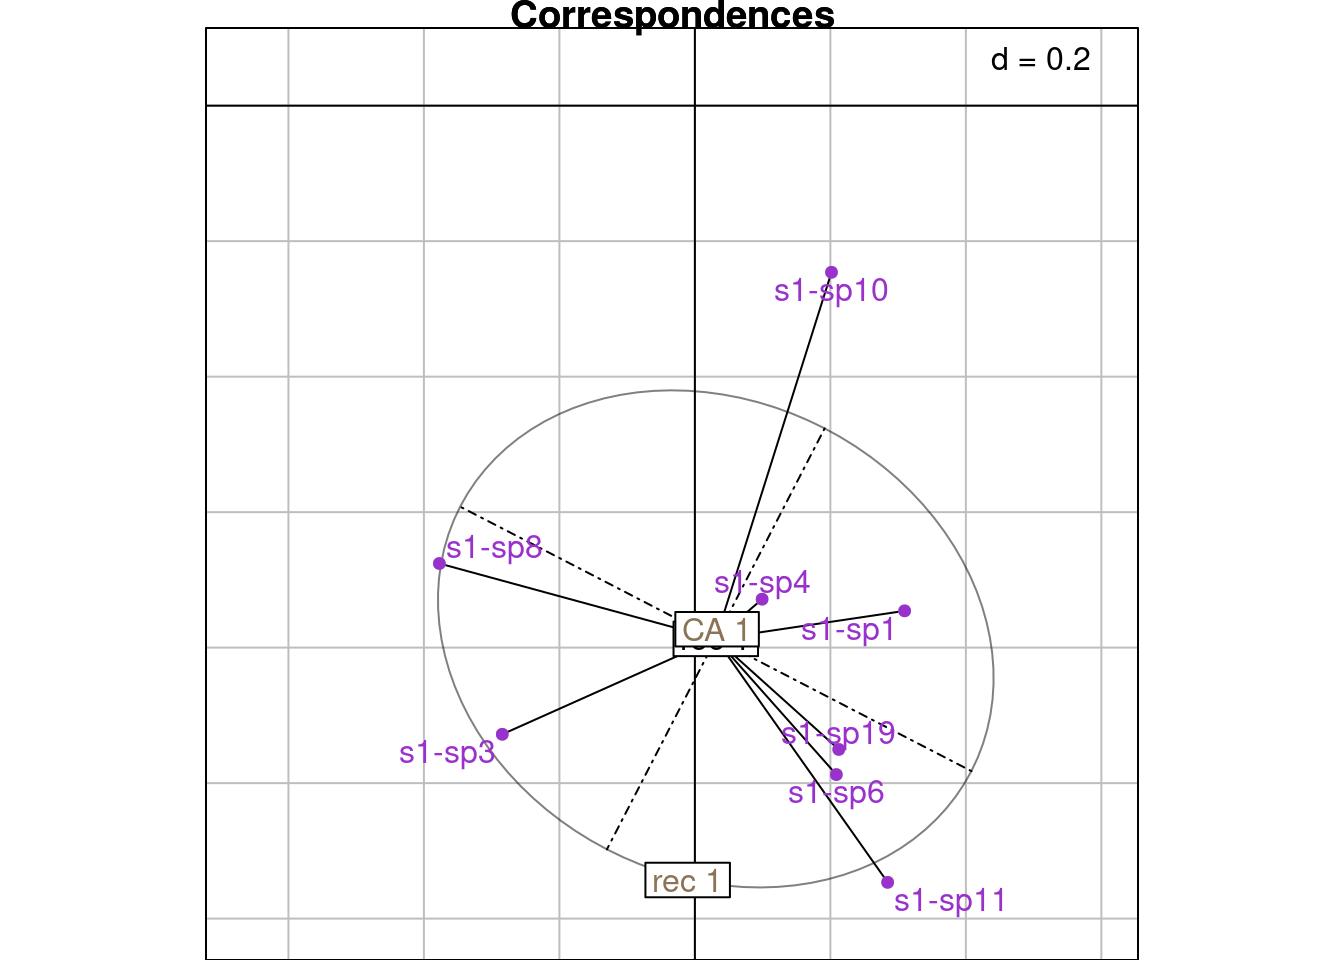 Correspondences
d = 0.2
s1-sp10
s1-sp8
s1-sp4
CA 1
s1-sp1
s1-sp19
s1-sp3
s1-sp6
rec 1
s1-sp11